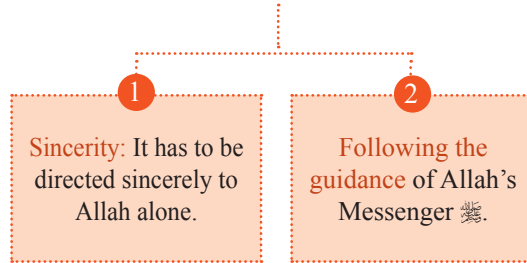 1
Sincerity: It has to be
directed sincerely to
Allah alone.
2
Following the
guidance of Allah’s
Messenger ﷺ.